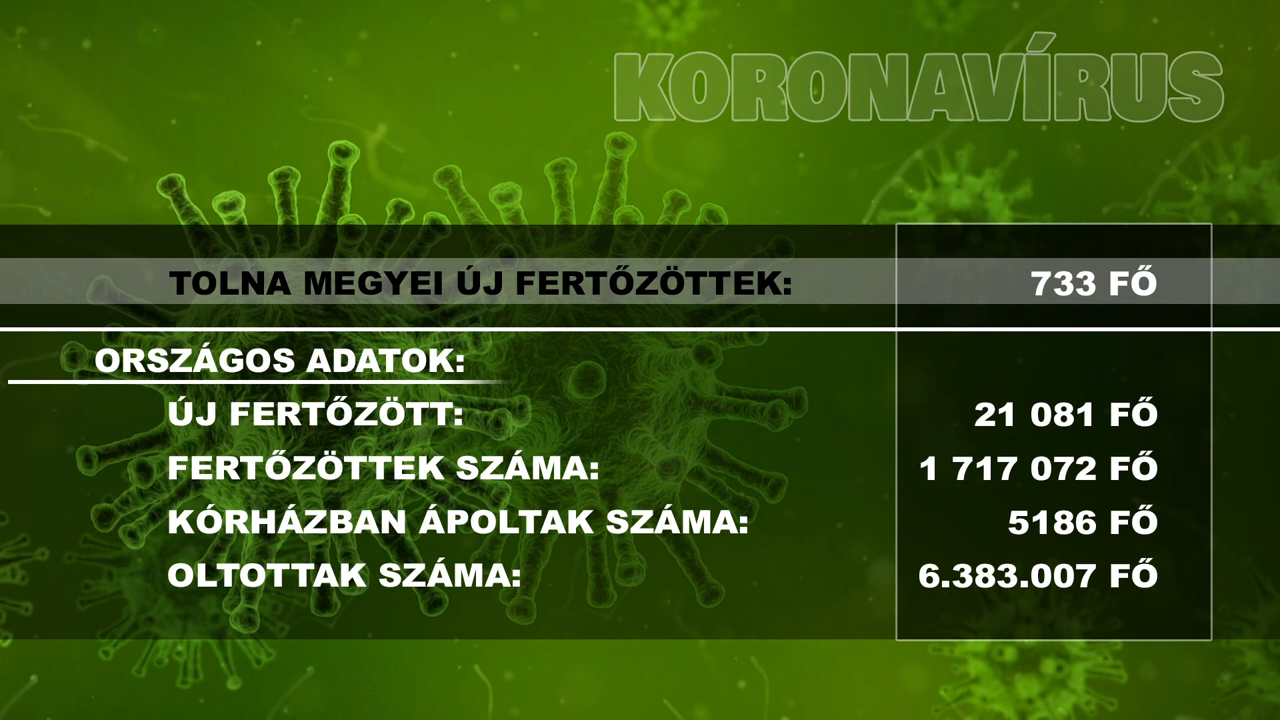 KORONAVÍRUS
TOLNA MEGYEI ÚJ FERTŐZÖTTEK: 733 FŐ
ORSZÁGOS ADATOK:
ÚJ FERTŐZÖTT: 21 081 FŐ
FERTŐZÖTTEK SZÁMA: 1 717 072 FŐ
KÓRHÁZBAN ÁPOLTAK SZÁMA: 5186 FŐ
OLTOTTAK SZÁMA: 6.383.007 FŐ